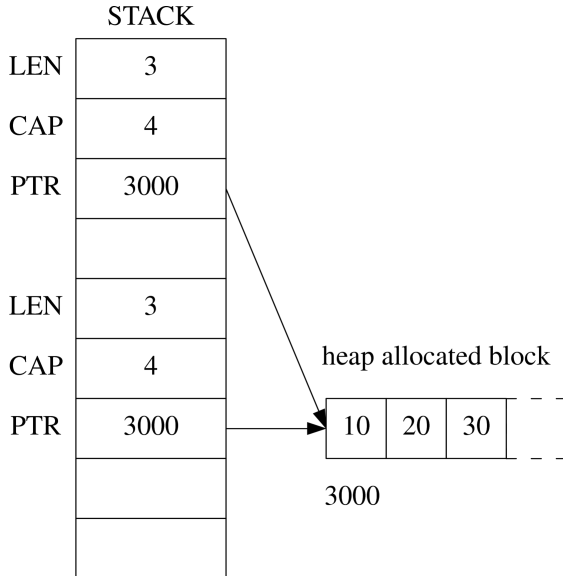 STACK
LEN 3
CAP 4
PTR 3000
LEN 3
CAP 4
heap allocated block
PTR 3000 10 20 30
3000